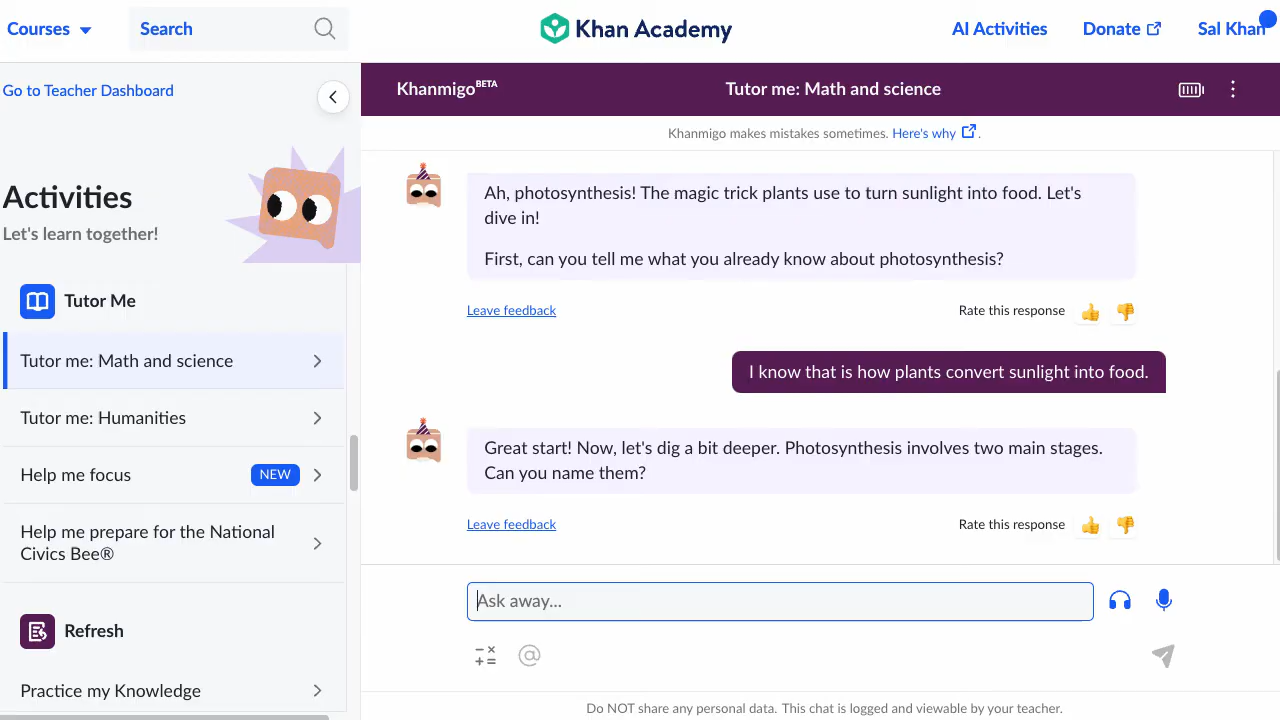 Courses
Search
Khan Academy
AI Activities
Donate
Sal Khan
Go to Teacher Dashboard
Activities
Let's learn together!
Tutor Me
Tutor me: Math and science
Tutor me: Humanities
Help me focus
NEW
Help me prepare for the National
Civics Bee®
Refresh
Practice my Knowledge
Khanmigo BETA
Tutor me: Math and science
Khanmigo makes mistakes sometimes. Here's why .
Ah, photosynthesis! The magic trick plants use to turn sunlight into food. Let's
dive in!
First, can you tell me what you already know about photosynthesis?
Leave feedback
Rate this response
I know that is how plants convert sunlight into food.
Great start! Now, let's dig a bit deeper. Photosynthesis involves two main stages.
Can you name them?
Leave feedback
Rate this response
Ask away...
Do NOT share any personal data. This chat is logged and viewable by your teacher.